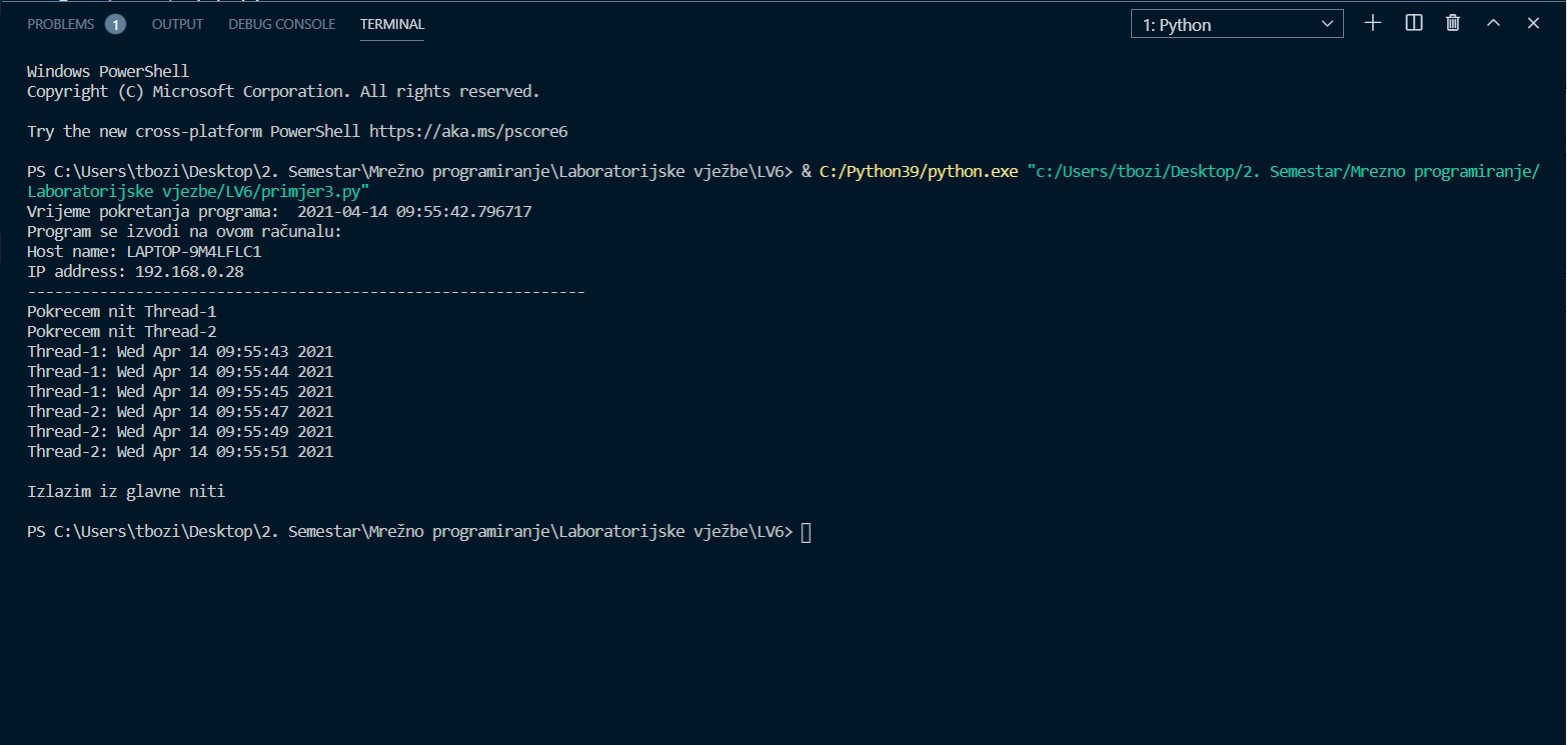 PROBLEMS 1 OUTPUT DEBUG CONSOLE TERMINAL 1: Python
Windows PowerShell
Copyright (C) Microsoft Corporation. All rights reserved.
Try the new cross-platform PowerShell https://aka.ms/pscore6
PS C:\Users\tbozi\Desktop\2. Semestar\Mrežno programiranje\Laboratorijske vježbe\LV6> & C:/Python39/python.exe "c:/Users/tbozi/Desktop/2. Semestar/Mrezno programiranje/
Laboratorijske vjezbe/LV6/primjer3.py"
Vrijeme pokretanja programa:  2021-04-14 09:55:42.796717
Program se izvodi na ovom računalu:
Host name: LAPTOP-9M4LFLC1
IP address: 192.168.0.28
--------------------------------------------------------------
Pokrecem nit Thread-1
Pokrecem nit Thread-2
Thread-1: Wed Apr 14 09:55:43 2021
Thread-1: Wed Apr 14 09:55:44 2021
Thread-1: Wed Apr 14 09:55:45 2021
Thread-2: Wed Apr 14 09:55:47 2021
Thread-2: Wed Apr 14 09:55:49 2021
Thread-2: Wed Apr 14 09:55:51 2021
Izlazim iz glavne niti
PS C:\Users\tbozi\Desktop\2. Semestar\Mrežno programiranje\Laboratorijske vježbe\LV6>